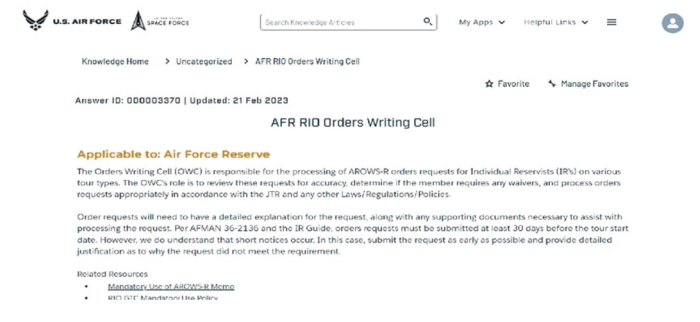 U.S. AIR FORCE
SPACE FORCE
Search Knowledge Articles
My Apps
Helpful Links
Knowledge Home > Uncategorized > AFR RIO Orders Writing Cell
Favorite
Manage Favorites
Answer ID: 000003370 | Updated: 21 Feb 2023
AFR RIO Orders Writing Cell
Applicable to: Air Force Reserve
The Orders Writing Cell (OWC) is responsible for the processing of AROWS-R orders requests for Individual Reservists (IR's) on various
tour types. The OWC's role is to review these requests for accuracy, determine if the member requires any waivers, and process orders
requests appropriately in accordance with the JTR and any other Laws/Regulations/Policies.
Order requests will need to have a detailed explanation for the request, along with any supporting documents necessary to assist with
processing the request. Per AFMAN 36-2136 and the IR Guide, orders requests must be submitted at least 30 days before the tour start
date. However, we do understand that short notices occur. In this case, submit the request as early as possible and provide detailed
justification as to why the request did not meet the requirement.
Related Resources
• Mandatory Use of AROWS-R Memo
• RIO GTC Mandatory Use Policy